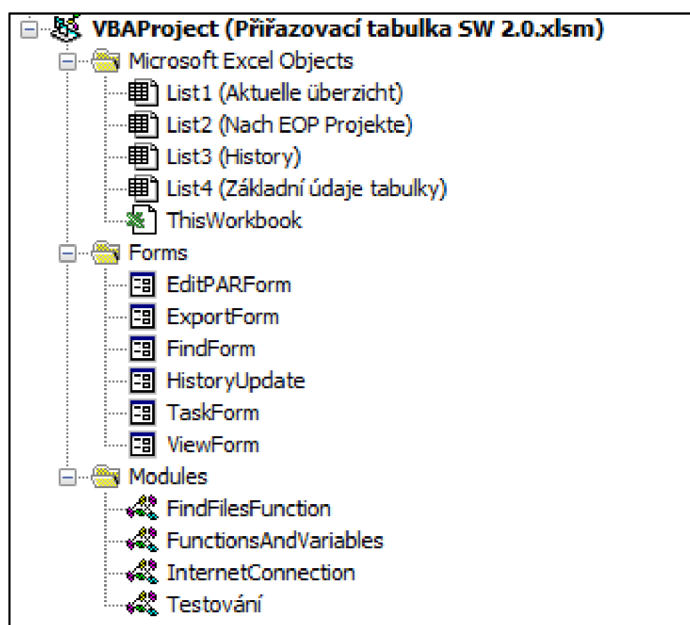 VBAProject (Přiřazovací tabulka SW 2.0.xlsm)
Microsoft Excel Objects
List1 (Aktuelle überzicht)
List2 (Nach EOP Projekte)
List3 (History)
List4 (Základní údaje tabulky)
ThisWorkbook
Forms
EditPARForm
ExportForm
FindForm
HistoryUpdate
TaskForm
ViewForm
Modules
FindFilesFunction
FunctionsAndVariables
InternetConnection
Testování